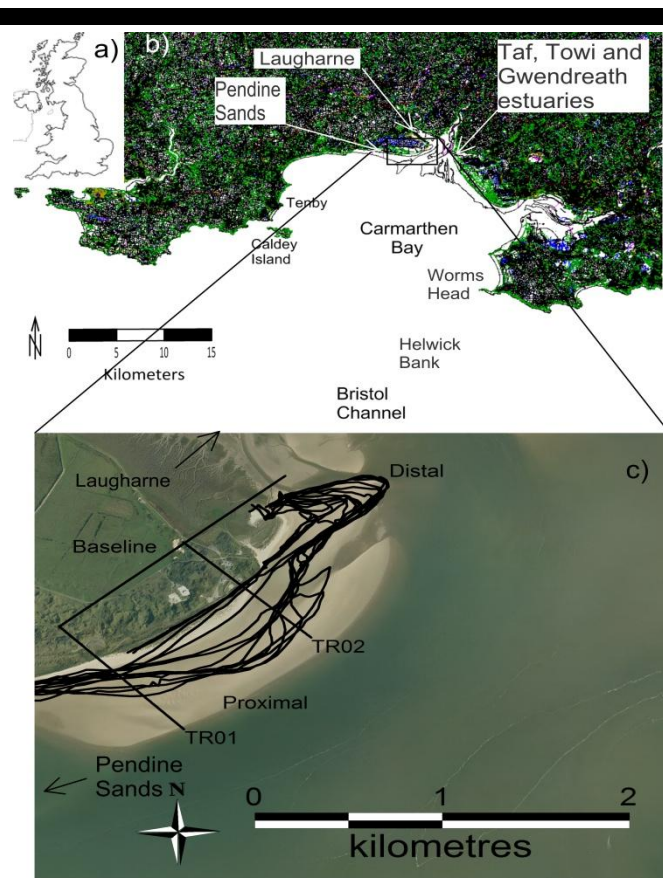 a)
b)
Laugharne
Pendine
Sands
Taf, Towi and
Gwendreath
estuaries
Tenby
Caldey
Island
Carmarthen
Bay
Worms
Head
Helwick
Bank
Bristol
Channel
N
0 5 10 15
Kilometers
c)
Laugharne
Distal
Baseline
TR02
Proximal
TR01
Pendine
Sands
N
0 1 2
kilometres